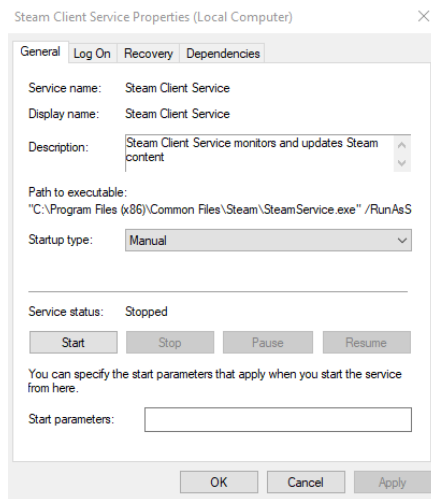 Steam Client Service Properties (Local Computer)
General Log On Recovery Dependencies
Service name: Steam Client Service
Display name: Steam Client Service
Description: Steam Client Service monitors and updates Steam
content
Path to executable:
"C:\Program Files (x86)\Common Files\Steam\SteamService.exe" /RunAsS
Startup type: Manual
Service status: Stopped
Start Stop Pause Resume
You can specify the start parameters that apply when you start the service
from here.
Start parameters:
OK Cancel Apply